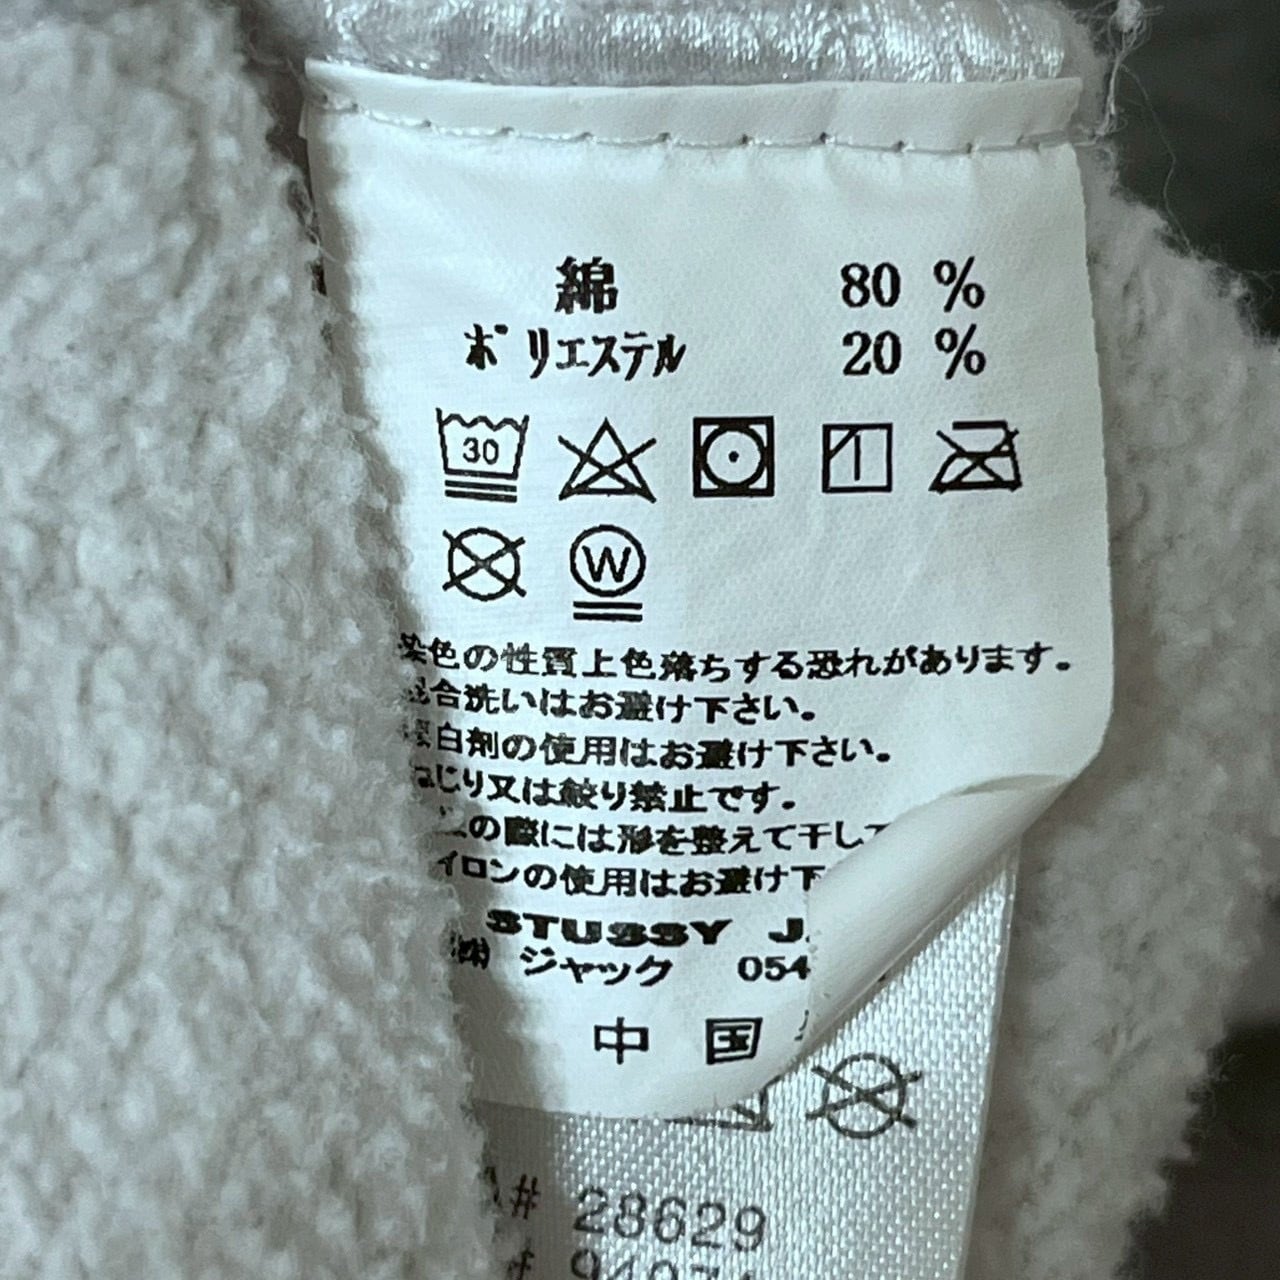 綿 80 %
ポリエステル 20 %
30
W
染色の性質上色落ちする恐れがあります。
混合洗いはお避け下さい。
漂白剤の使用はお避け下さい。
ねじり又は絞り禁止です。
の際には形を整えて干して
イロンの使用はお避け下
STUSSY J
㈱ ジャック 054
中国
# 28629